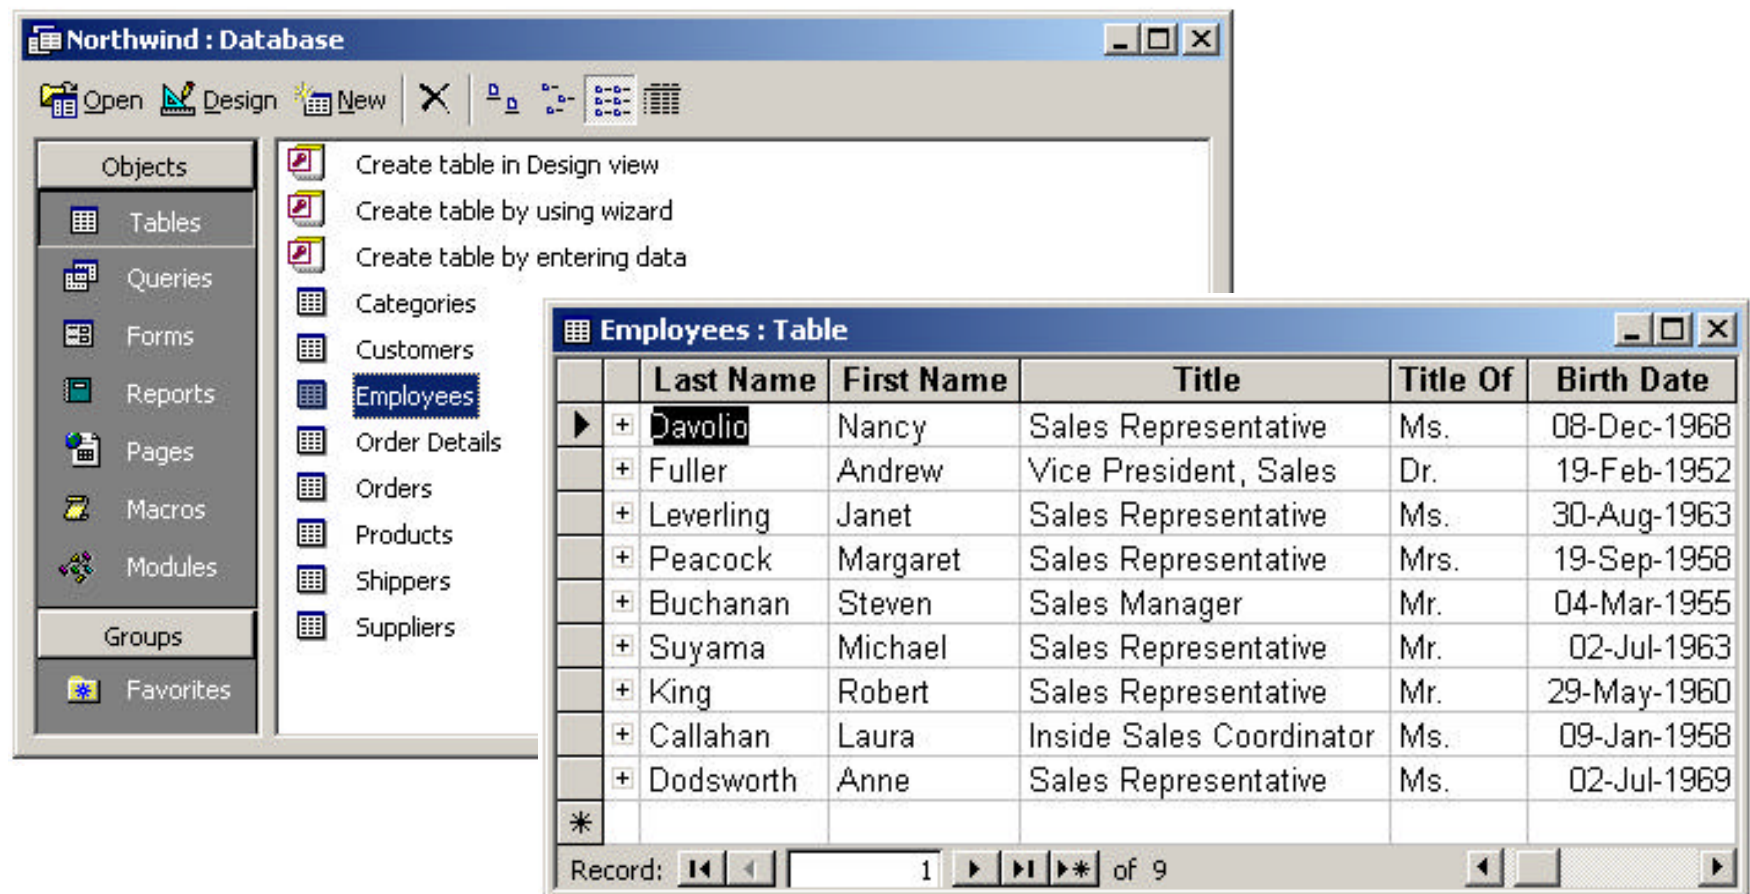 Northwind : Database
Open Design New
Objects
Tables
Queries
Forms
Reports
Pages
Macros
Modules
Groups
Favorites
Create table in Design view
Create table by using wizard
Create table by entering data
Categories
Customers
Employees
Order Details
Orders
Products
Shippers
Suppliers
Employees : Table
Last Name First Name Title Title Of Birth Date
Davolio Nancy Sales Representative Ms. 08-Dec-1968
Fuller Andrew Vice President, Sales Dr. 19-Feb-1952
Leverling Janet Sales Representative Ms. 30-Aug-1963
Peacock Margaret Sales Representative Mrs. 19-Sep-1958
Buchanan Steven Sales Manager Mr. 04-Mar-1955
Suyama Michael Sales Representative Mr. 02-Jul-1963
King Robert Sales Representative Mr. 29-May-1960
Callahan Laura Inside Sales Coordinator Ms. 09-Jan-1958
Dodsworth Anne Sales Representative Ms. 02-Jul-1969
Record: 1 of 9